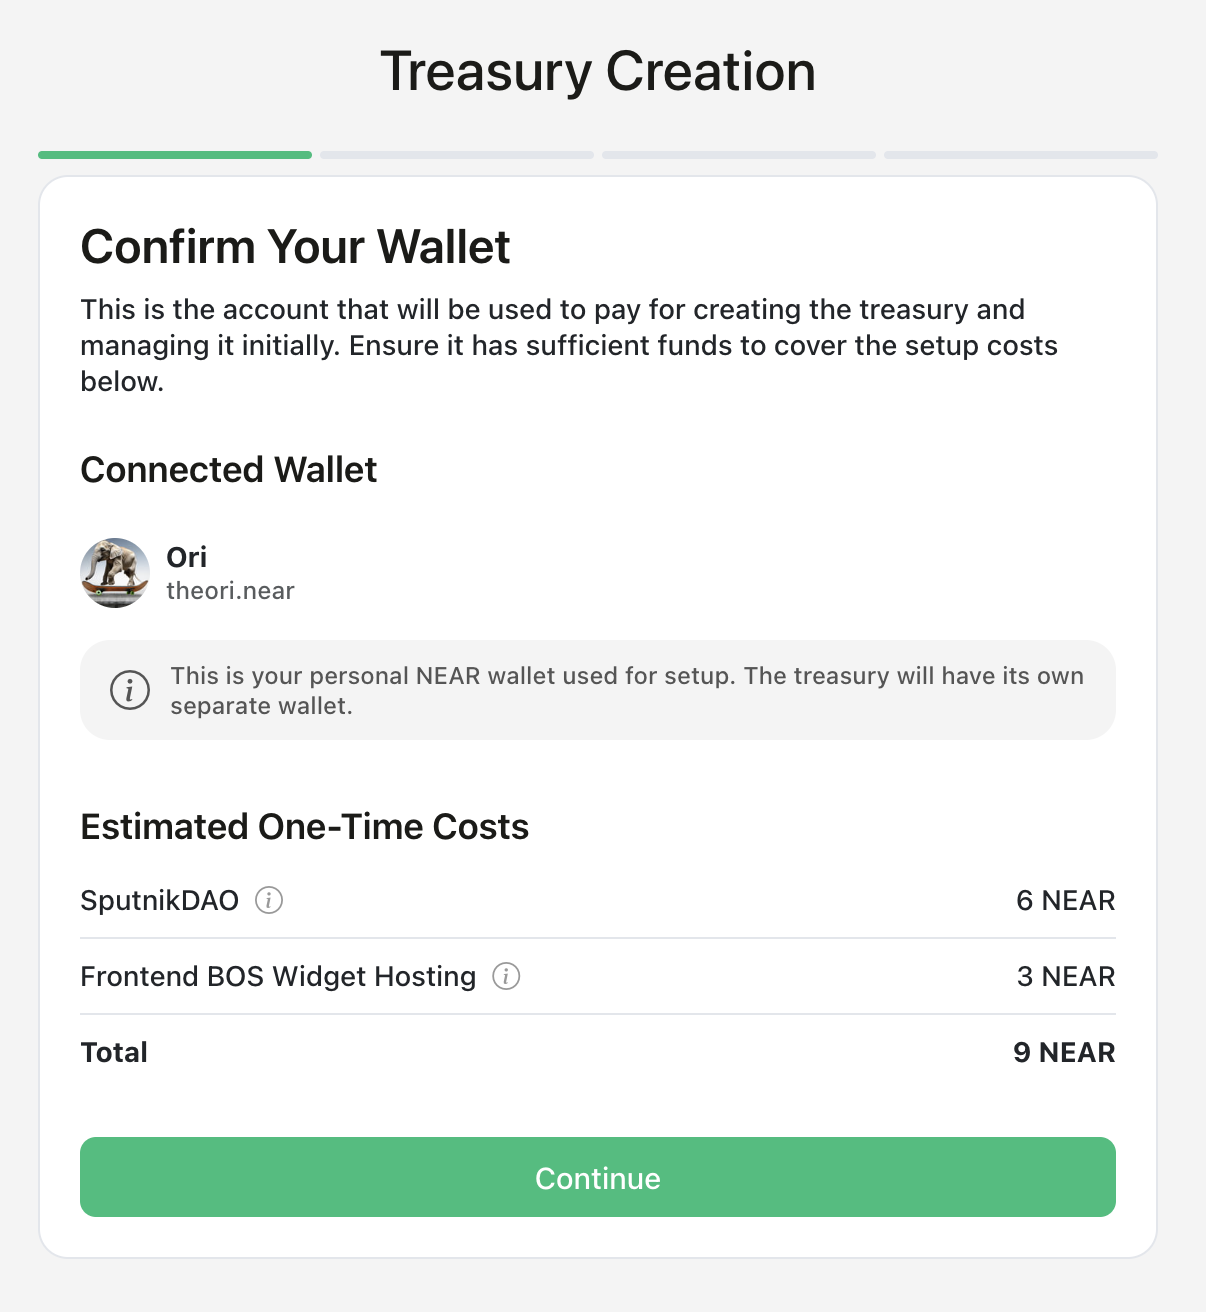 Treasury Creation
Confirm Your Wallet
This is the account that will be used to pay for creating the treasury and
managing it initially. Ensure it has sufficient funds to cover the setup costs
below.
Connected Wallet
Ori
theori.near
i
This is your personal NEAR wallet used for setup. The treasury will have its own
separate wallet.
Estimated One-Time Costs
SputnikDAO i 6 NEAR
Frontend BOS Widget Hosting i 3 NEAR
Total 9 NEAR
Continue